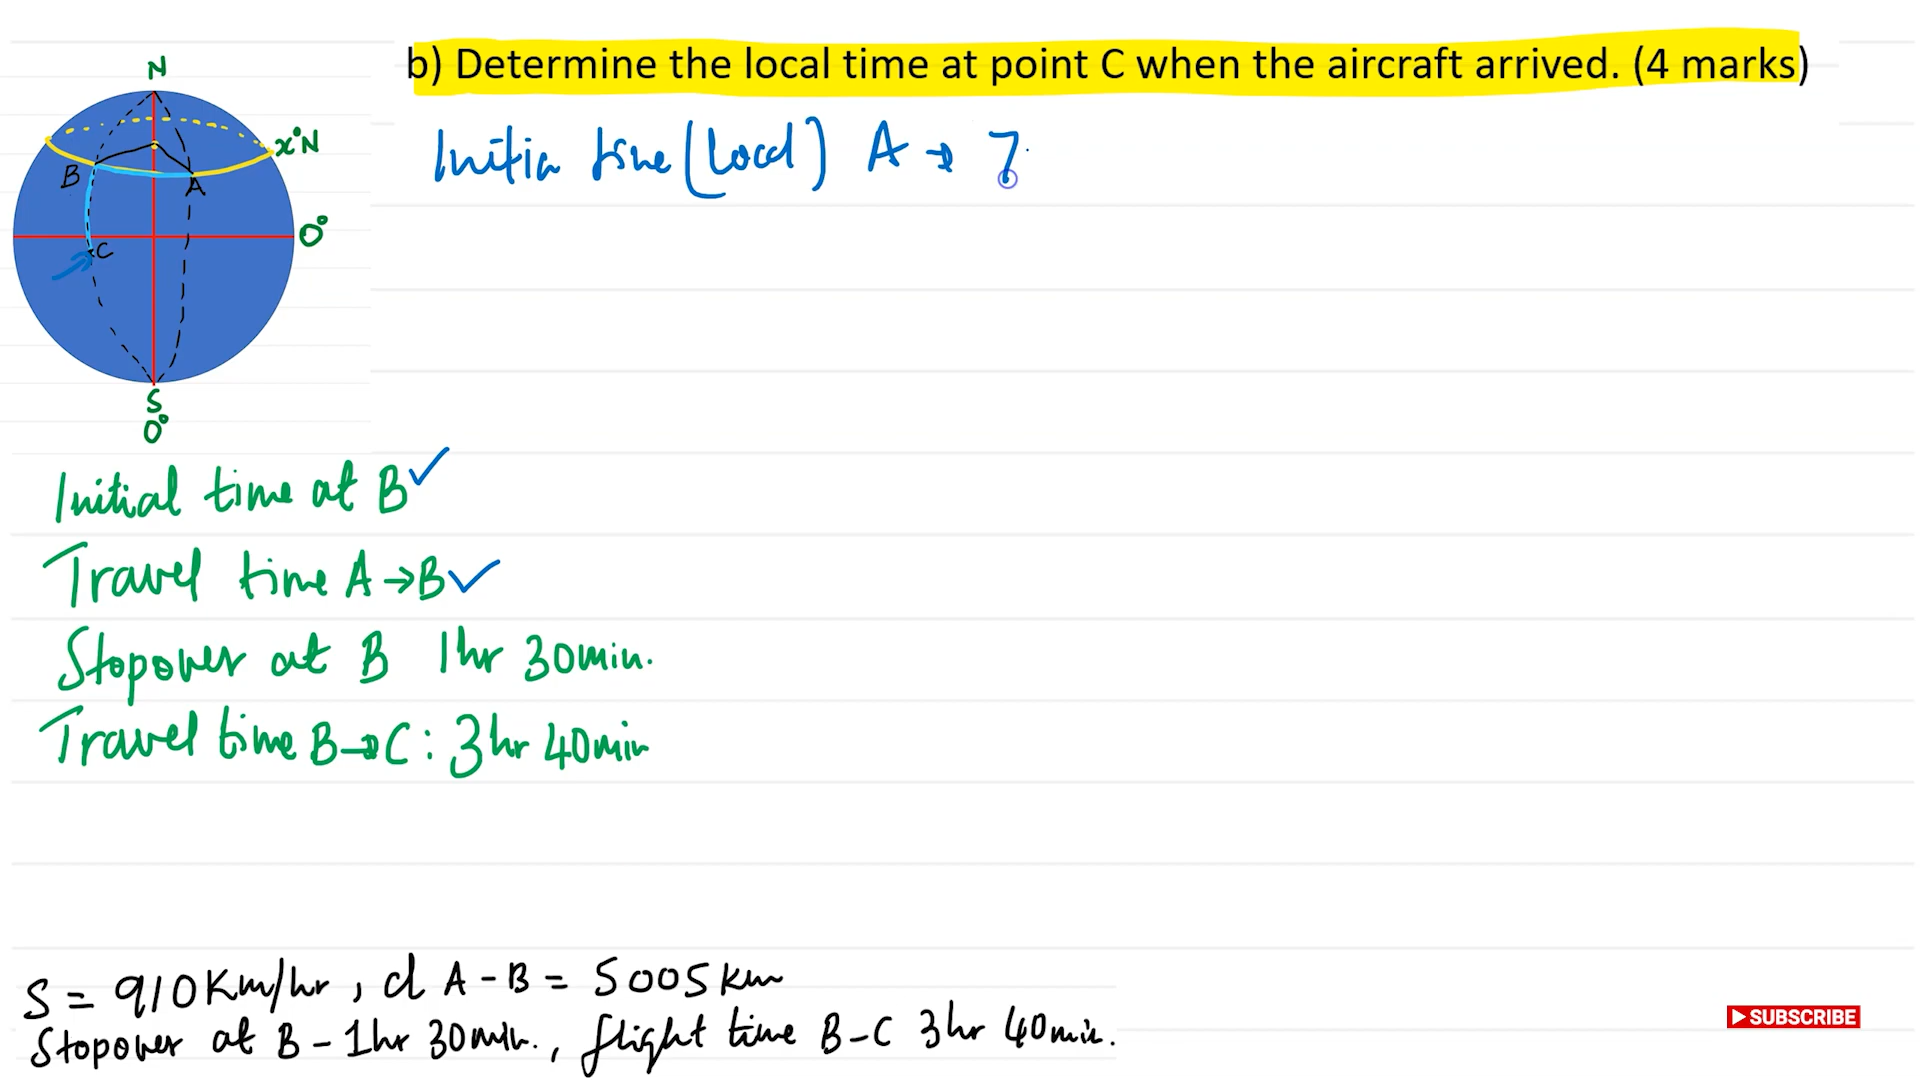 b) Determine the local time at point C when the aircraft arrived. (4 marks)
N
x°N
B
A
0°
C
S
0°
Initia time (local) A → 7
Initial time at B ✓
Travel time A → B ✓
Stopover at B 1hr 30min.
Travel time B → C : 3hr 40min
S = 910Km/hr, d A - B = 5005km
Stopover at B - 1hr 30min., flight time B - C 3hr 40min.
SUBSCRIBE